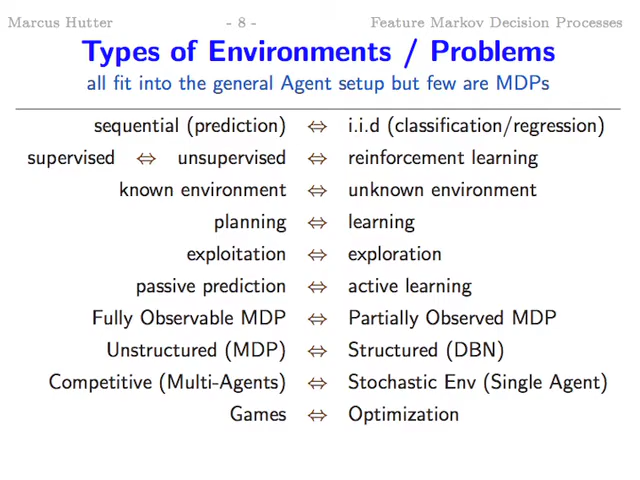 Marcus Hutter - 8 - Feature Markov Decision Processes
Types of Environments / Problems
all fit into the general Agent setup but few are MDPs
sequential (prediction) ⇔ i.i.d (classification/regression)
supervised ⇔ unsupervised ⇔ reinforcement learning
known environment ⇔ unknown environment
planning ⇔ learning
exploitation ⇔ exploration
passive prediction ⇔ active learning
Fully Observable MDP ⇔ Partially Observed MDP
Unstructured (MDP) ⇔ Structured (DBN)
Competitive (Multi-Agents) ⇔ Stochastic Env (Single Agent)
Games ⇔ Optimization